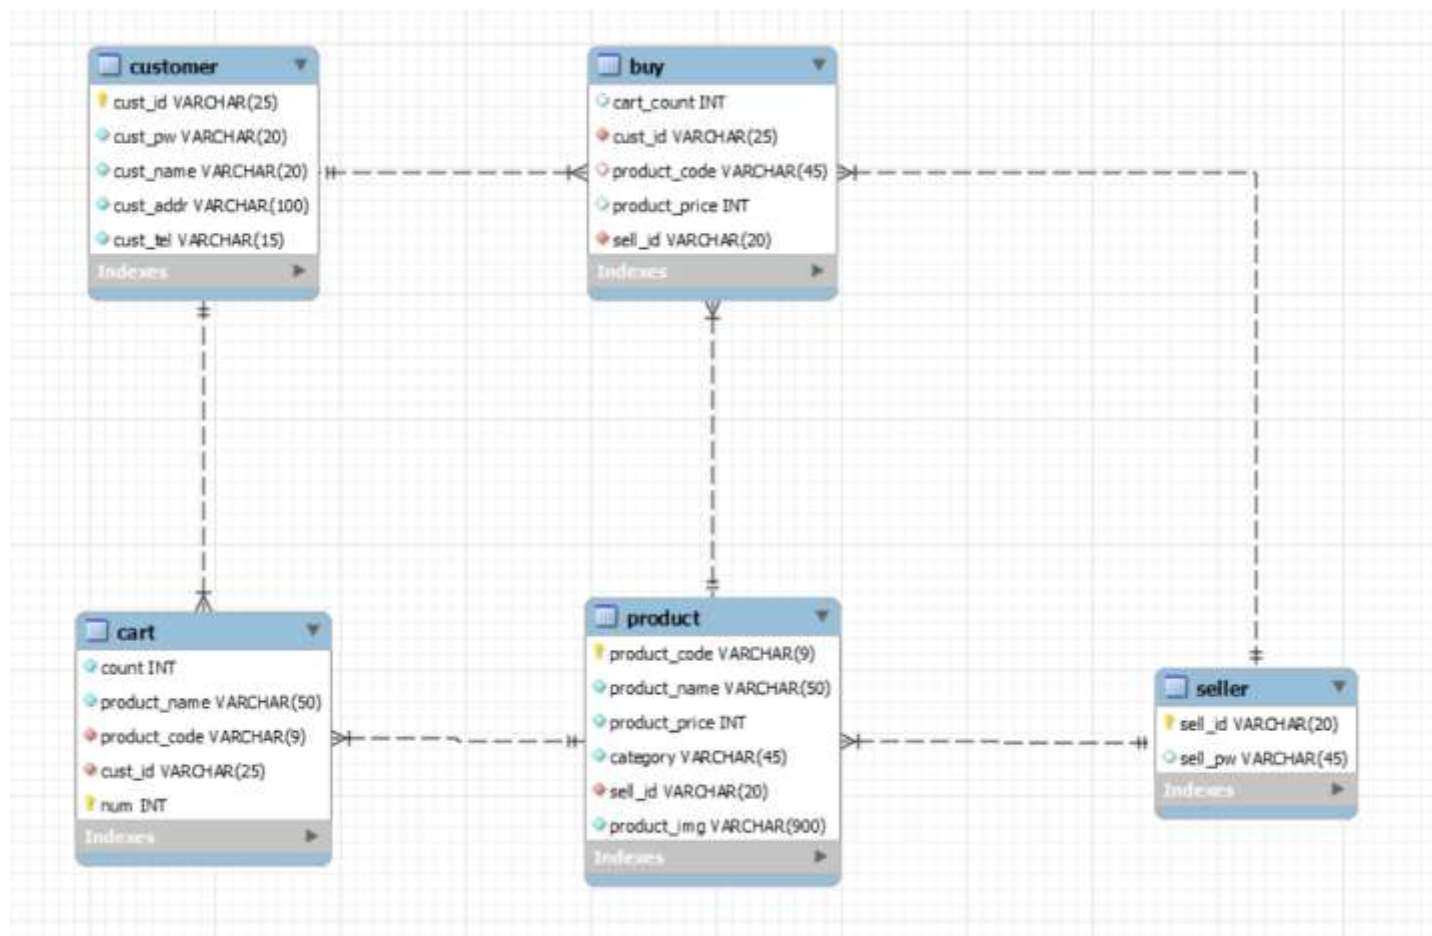 customer
cust_id VARCHAR(25)
cust_pw VARCHAR(20)
cust_name VARCHAR(20)
cust_addr VARCHAR(100)
cust_tel VARCHAR(15)
Indexes
buy
cart_count INT
cust_id VARCHAR(25)
product_code VARCHAR(45)
product_price INT
sell_id VARCHAR(20)
Indexes
cart
count INT
product_name VARCHAR(50)
product_code VARCHAR(9)
cust_id VARCHAR(25)
num INT
Indexes
product
product_code VARCHAR(9)
product_name VARCHAR(50)
product_price INT
category VARCHAR(45)
sell_id VARCHAR(20)
product_img VARCHAR(900)
Indexes
seller
sell_id VARCHAR(20)
sell_pw VARCHAR(45)
Indexes